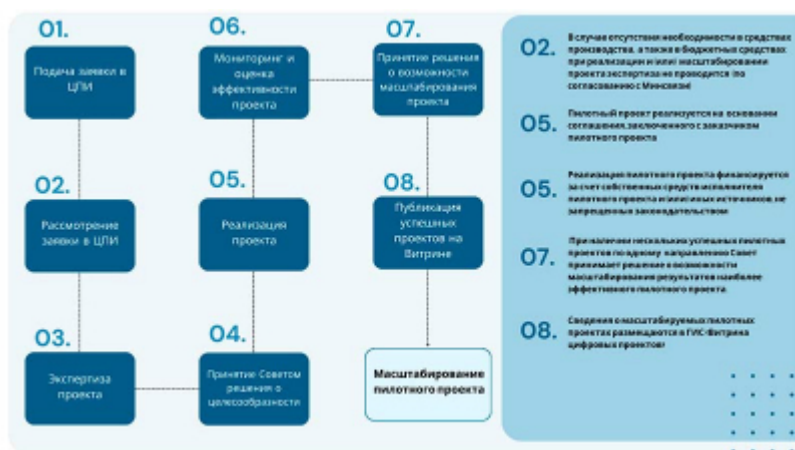 01.
Подача заявки в
ЦПИ
02.
Рассмотрение
заявки в ЦПИ
03.
Экспертиза
проекта
04.
Принятие Советом
решения о
целесообразности
05.
Реализация
проекта
06.
Мониторинг и
оценка
эффективности
проекта
07.
Принятие решения
о возможности
масштабирования
проекта
08.
Публикация
успешных
проектов на
Витрине
Масштабирование
пилотного проекта
02.
В случае отсутствия необходимости в средствах
производства, а также в бюджетных средствах
при реализации и (или) масштабировании
проекта экспертиза не проводится (по
согласованию с Минсвязи)
05.
Пилотный проект реализуется на основании
соглашения, заключенного с заказчиком
пилотного проекта
05.
Реализация пилотного проекта финансируется
за счет собственных средств исполнителя
пилотного проекта и (или) иных источников, не
запрещенных законодательством
07.
При наличии нескольких успешных пилотных
проектов по одному направлению Совет
принимает решение о возможности
масштабирования результатов наиболее
эффективного пилотного проекта
08.
Сведения о масштабируемых пилотных
проектах размещаются в ГИС «Витрина
цифровых проектов»